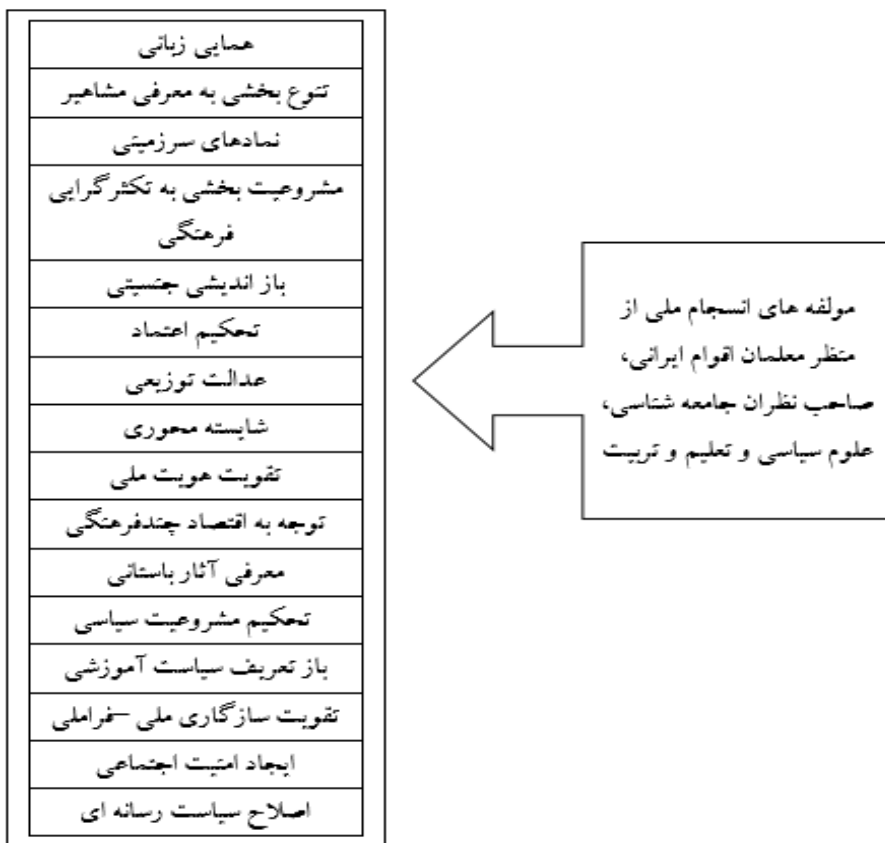 مولفه های انسجام ملی از
منظر معلمان اقوام ایرانی،
صاحب نظران جامعه شناسی،
علوم سیاسی و تعلیم و تربیت
همایی زبانی
تنوع بخشی به معرفی مشاهیر
نمادهای سرزمینی
مشروعیت بخشی به تکثرگرایی
فرهنگی
باز اندیشی جنسیتی
تحکیم اعتماد
عدالت توزیعی
شایسته محوری
تقویت هویت ملی
توجه به اقتصاد چندفرهنگی
معرفی آثار باستانی
تحکیم مشروعیت سیاسی
باز تعریف سیاست آموزشی
تقویت سازگاری ملی –فراملی
ایجاد امنیت اجتماعی
اصلاح سیاست رسانه ای